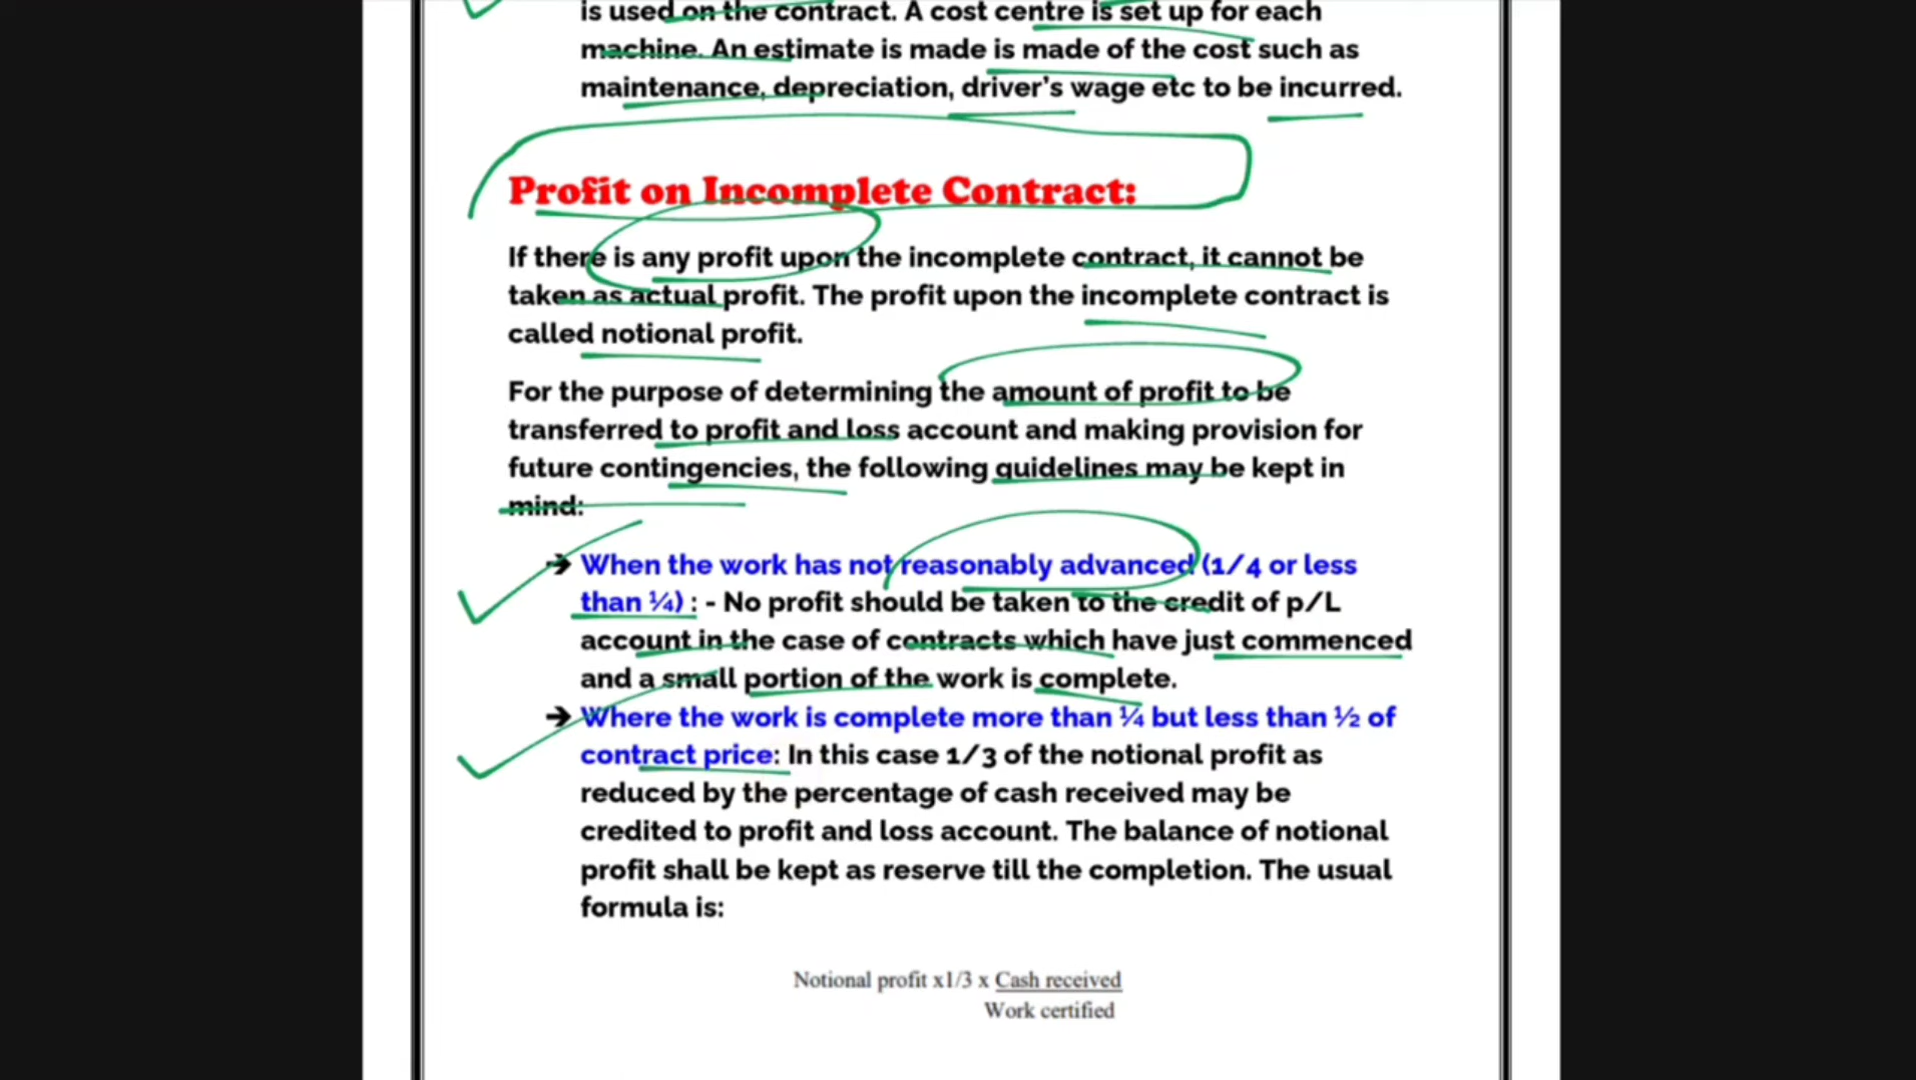 is used on the contract. A cost centre is set up for each
machine. An estimate is made is made of the cost such as
maintenance, depreciation, driver's wage etc to be incurred.
Profit on Incomplete Contract:
If there is any profit upon the incomplete contract, it cannot be
taken as actual profit. The profit upon the incomplete contract is
called notional profit.
For the purpose of determining the amount of profit to be
transferred to profit and loss account and making provision for
future contingencies, the following guidelines may be kept in
mind:
➔ When the work has not reasonably advanced (1/4 or less
than ¼) : - No profit should be taken to the credit of p/L
account in the case of contracts which have just commenced
and a small portion of the work is complete.
➔ Where the work is complete more than ¼ but less than ½ of
contract price: In this case 1/3 of the notional profit as
reduced by the percentage of cash received may be
credited to profit and loss account. The balance of notional
profit shall be kept as reserve till the completion. The usual
formula is:
Notional profit x1/3 x Cash received
Work certified